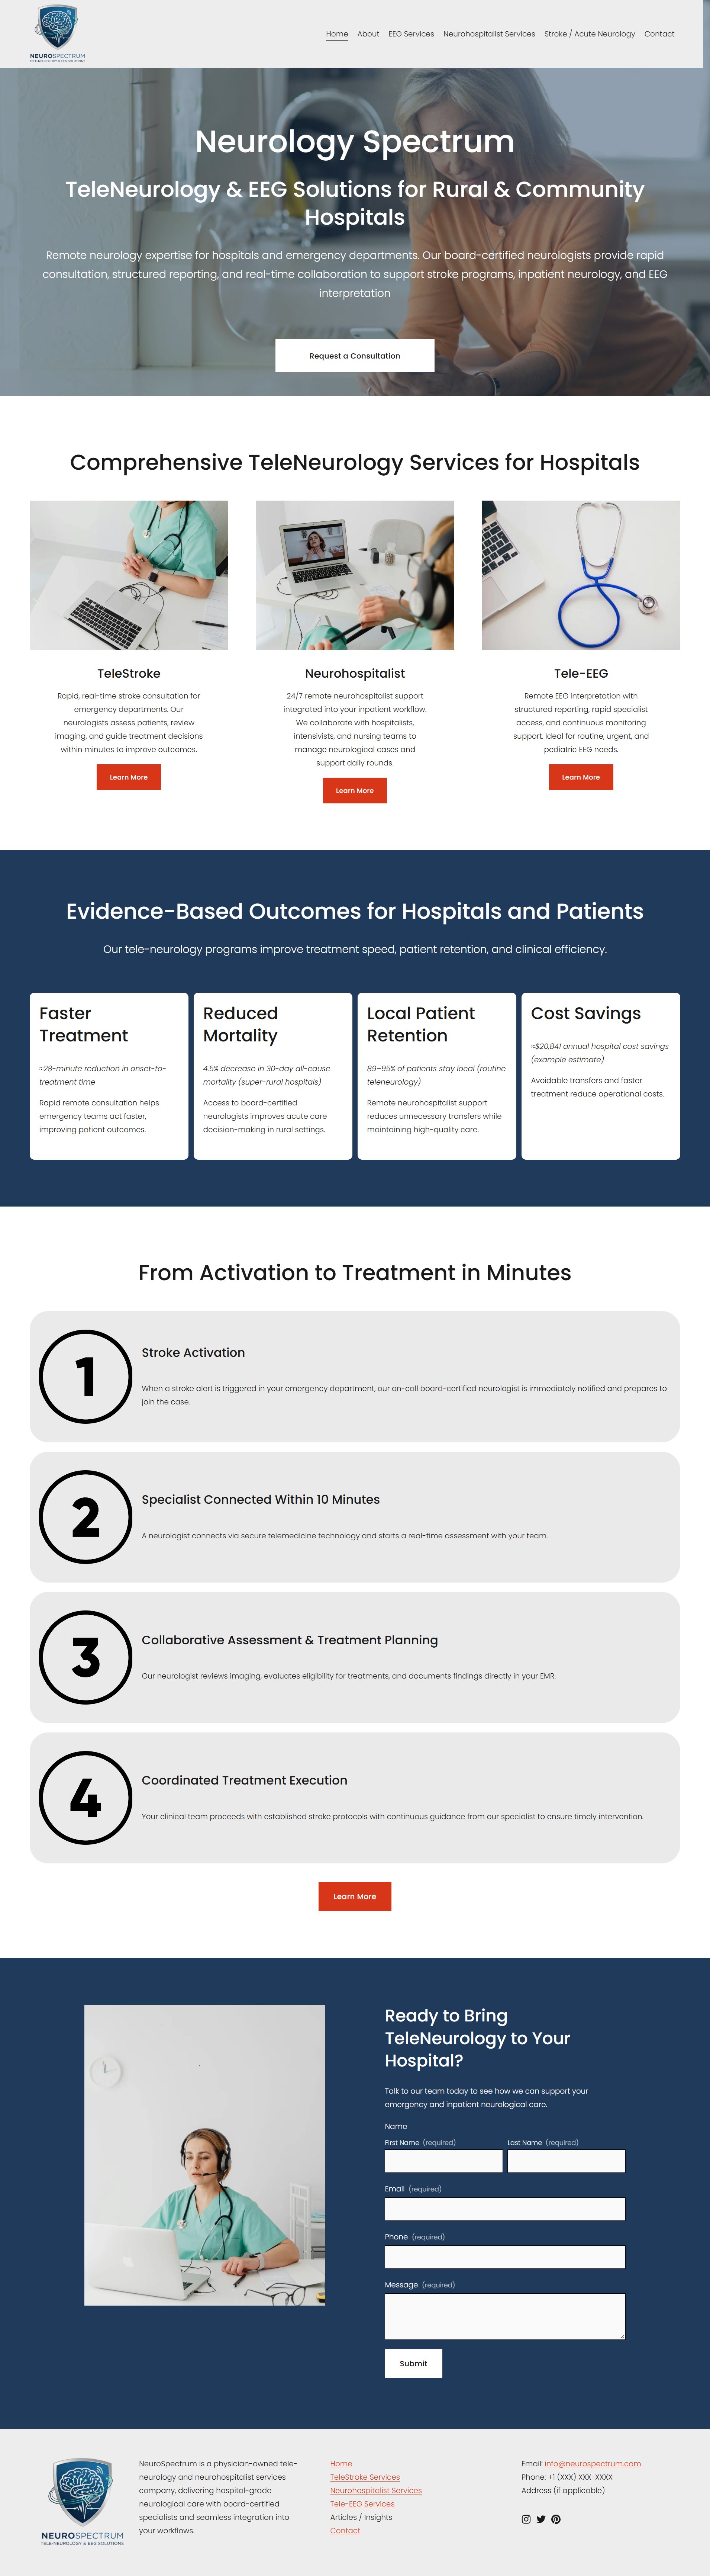 NEUROSPECTRUM
TELE-NEUROLOGY & EEG SOLUTIONS
Home About EEG Services Neurohospitalist Services Stroke / Acute Neurology Contact
Neurology Spectrum
TeleNeurology & EEG Solutions for Rural & Community
Hospitals
Remote neurology expertise for hospitals and emergency departments. Our board-certified neurologists provide rapid
consultation, structured reporting, and real-time collaboration to support stroke programs, inpatient neurology, and EEG
interpretation
Request a Consultation
Comprehensive TeleNeurology Services for Hospitals
TeleStroke
Rapid, real-time stroke consultation for
emergency departments. Our
neurologists assess patients, review
imaging, and guide treatment decisions
within minutes to improve outcomes.
Learn More
Neurohospitalist
24/7 remote neurohospitalist support
integrated into your inpatient workflow.
We collaborate with hospitalists,
intensivists, and nursing teams to
manage neurological cases and
support daily rounds.
Learn More
Tele-EEG
Remote EEG interpretation with
structured reporting, rapid specialist
access, and continuous monitoring
support. Ideal for routine, urgent, and
pediatric EEG needs.
Learn More
Evidence-Based Outcomes for Hospitals and Patients
Our tele-neurology programs improve treatment speed, patient retention, and clinical efficiency.
Faster
Treatment
≈28-minute reduction in onset-to-
treatment time
Rapid remote consultation helps
emergency teams act faster,
improving patient outcomes.
Reduced
Mortality
4.5% decrease in 30-day all-cause
mortality (super-rural hospitals)
Access to board-certified
neurologists improves acute care
decision-making in rural settings.
Local Patient
Retention
89–95% of patients stay local (routine
teleneurology)
Remote neurohospitalist support
reduces unnecessary transfers while
maintaining high-quality care.
Cost Savings
≈$20,841 annual hospital cost savings
(example estimate)
Avoidable transfers and faster
treatment reduce operational costs.
From Activation to Treatment in Minutes
1
Stroke Activation
When a stroke alert is triggered in your emergency department, our on-call board-certified neurologist is immediately notified and prepares to
join the case.
2
Specialist Connected Within 10 Minutes
A neurologist connects via secure telemedicine technology and starts a real-time assessment with your team.
3
Collaborative Assessment & Treatment Planning
Our neurologist reviews imaging, evaluates eligibility for treatments, and documents findings directly in your EMR.
4
Coordinated Treatment Execution
Your clinical team proceeds with established stroke protocols with continuous guidance from our specialist to ensure timely intervention.
Learn More
Ready to Bring
TeleNeurology to Your
Hospital?
Talk to our team today to see how we can support your
emergency and inpatient neurological care.
Name
First Name (required) Last Name (required)
Email (required)
Phone (required)
Message (required)
Submit
NEUROSPECTRUM
TELE-NEUROLOGY & EEG SOLUTIONS
NeuroSpectrum is a physician-owned tele-
neurology and neurohospitalist services
company, delivering hospital-grade
neurological care with board-certified
specialists and seamless integration into
your workflows.
Home
TeleStroke Services
Neurohospitalist Services
Tele-EEG Services
Articles / Insights
Contact
Email: info@neurospectrum.com
Phone: +1 (XXX) XXX-XXXX
Address (if applicable)